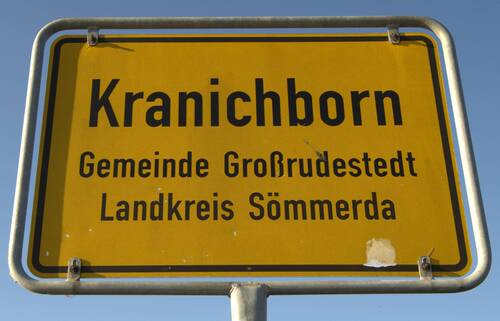 Kranichborn
Gemeinde Großrudestedt
Landkreis Sömmerda